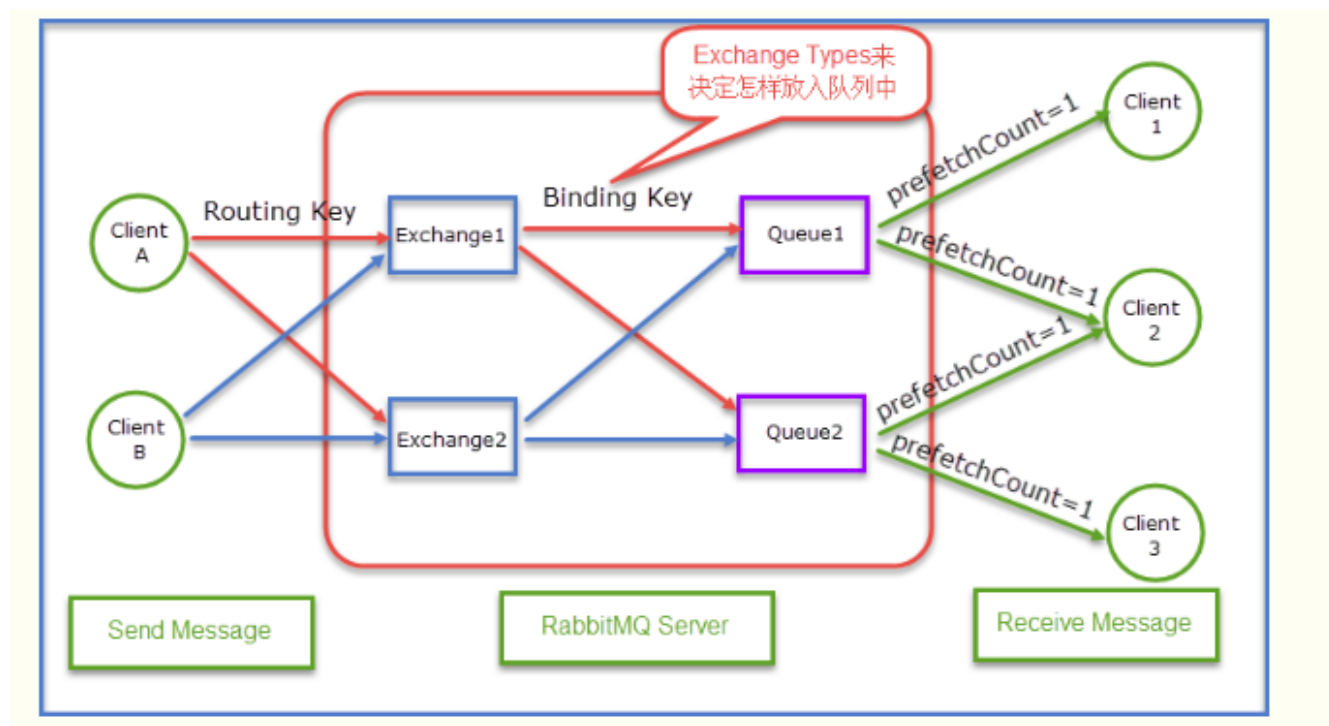 Exchange Types来
决定怎样放入队列中
Client
1
prefetchCount=1
Routing Key
Binding Key
Client
A
Exchange1
Queue1
prefetchCount=1
Client
2
prefetchCount=1
Client
B
Exchange2
Queue2
prefetchCount=1
Client
3
Send Message
RabbitMQ Server
Receive Message